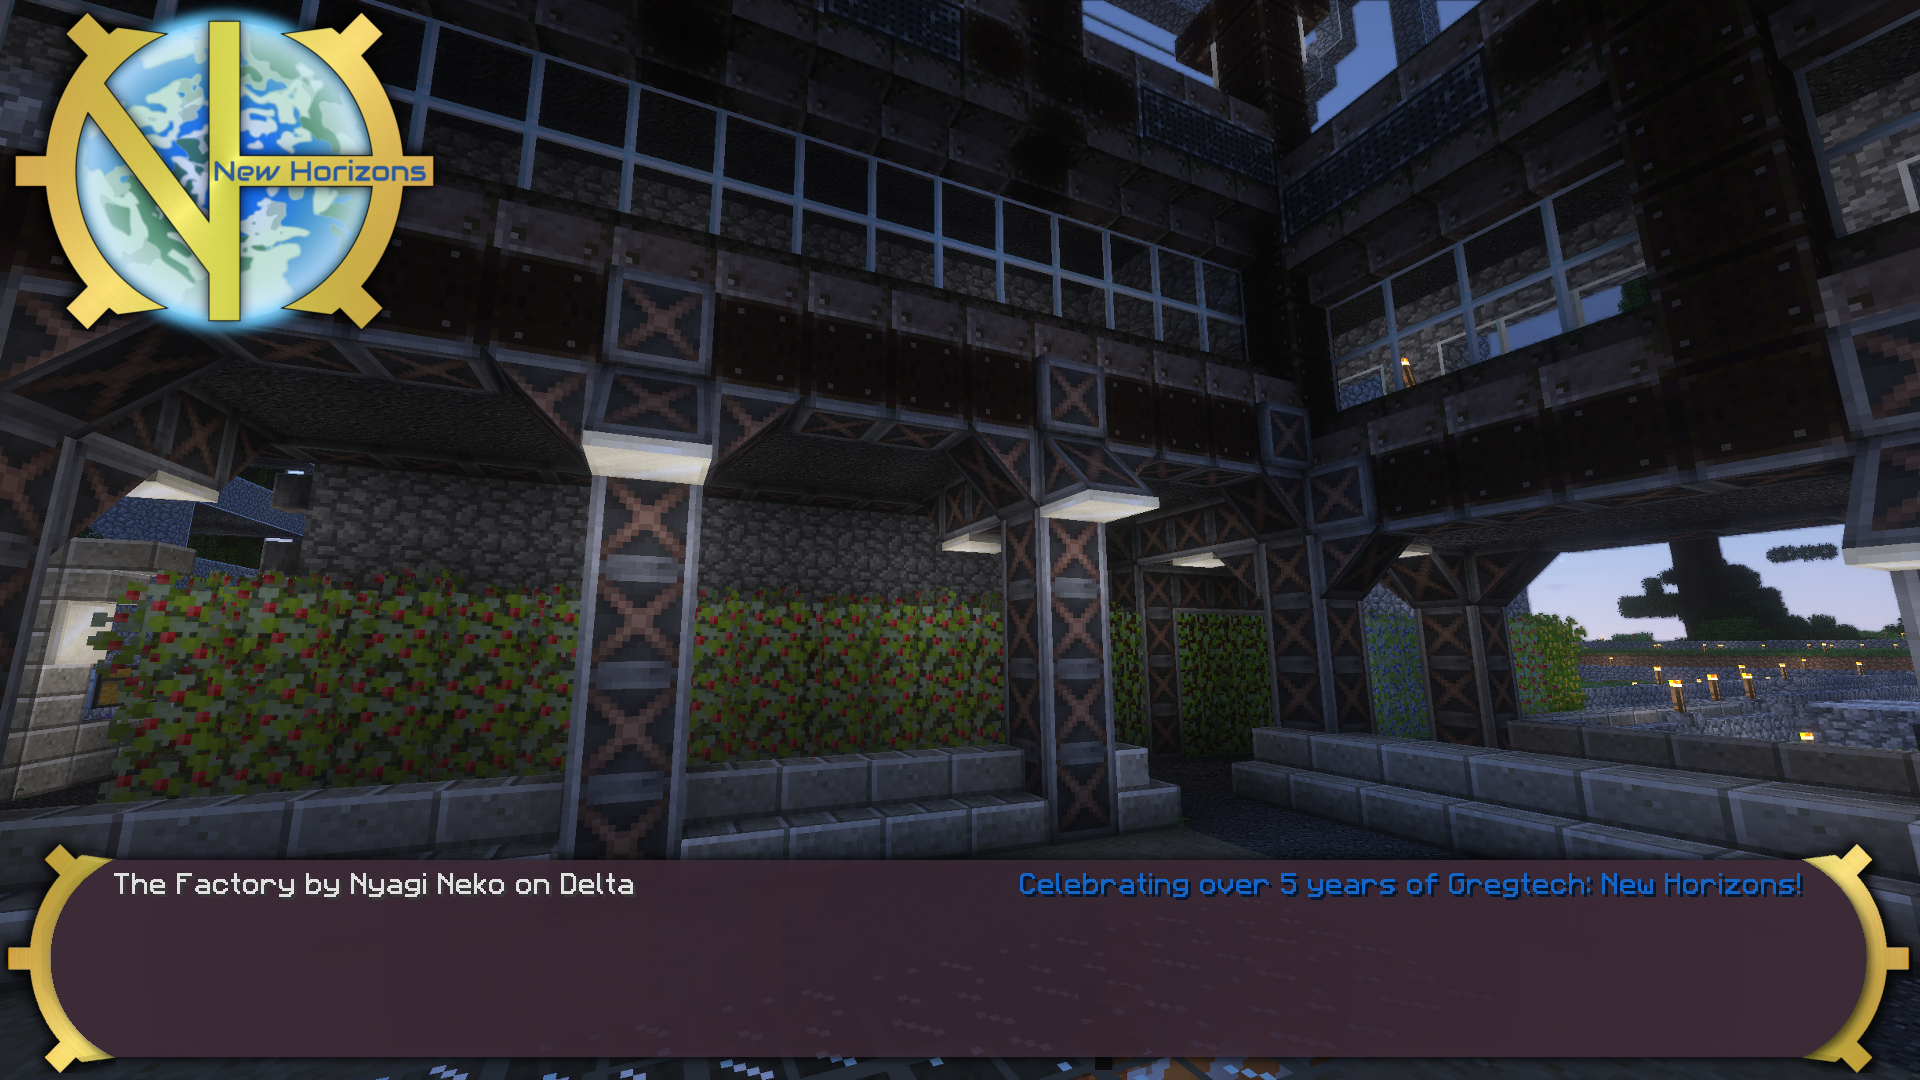 New Horizons
The Factory by Nyagi Neko on Delta
Celebrating over 5 years of Gregtech: New Horizons!